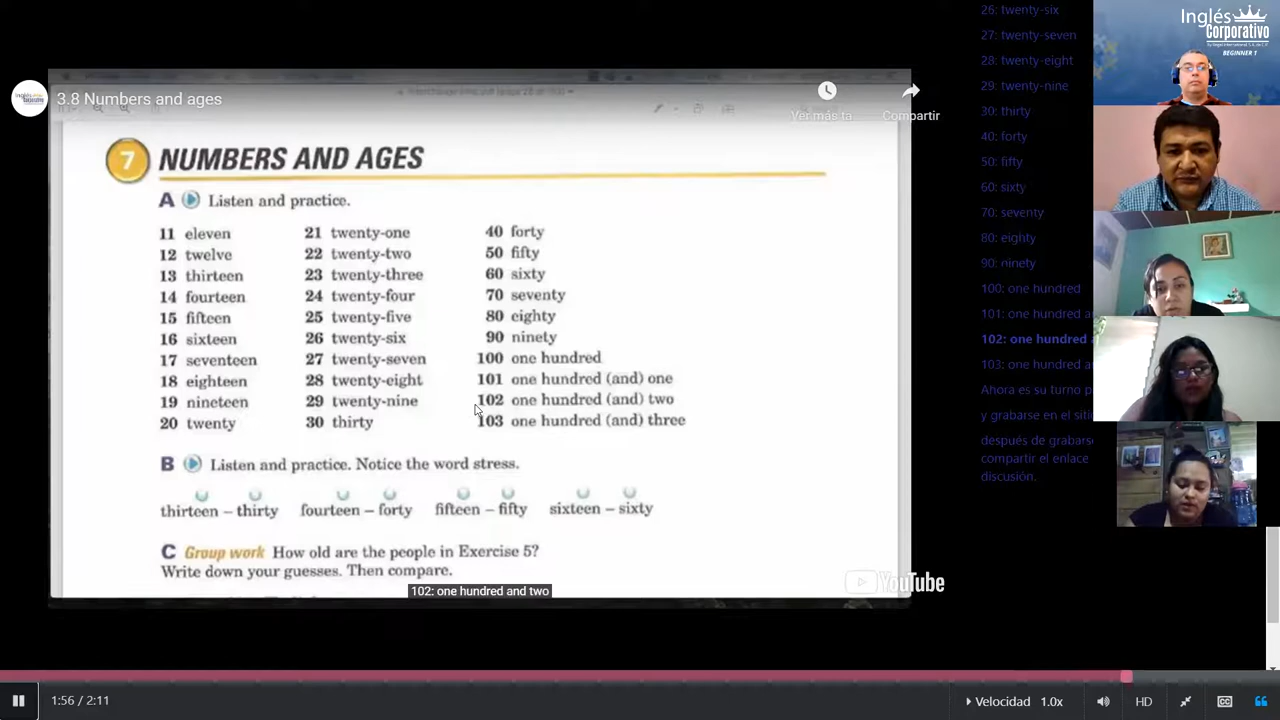 3.8 Numbers and ages
Ver más ta...
Compartir
7 NUMBERS AND AGES
A Listen and practice.
11 eleven
12 twelve
13 thirteen
14 fourteen
15 fifteen
16 sixteen
17 seventeen
18 eighteen
19 nineteen
20 twenty
21 twenty-one
22 twenty-two
23 twenty-three
24 twenty-four
25 twenty-five
26 twenty-six
27 twenty-seven
28 twenty-eight
29 twenty-nine
30 thirty
40 forty
50 fifty
60 sixty
70 seventy
80 eighty
90 ninety
100 one hundred
101 one hundred (and) one
102 one hundred (and) two
103 one hundred (and) three
B Listen and practice. Notice the word stress.
thirteen – thirty fourteen – forty fifteen – fifty sixteen – sixty
C Group work How old are the people in Exercise 5?
Write down your guesses. Then compare.
102: one hundred and two
YouTube
26: twenty-six
27: twenty-seven
28: twenty-eight
29: twenty-nine
30: thirty
40: forty
50: fifty
60: sixty
70: seventy
80: eighty
90: ninety
100: one hundred
101: one hundred a
102: one hundred
103: one hundred a
Ahora es su turno p
y grabarse en el siti
después de grabars
compartir el enlace
discusión.
Inglés
Corporativo
BEGINNER 1
1:56 / 2:11
Velocidad 1.0x
HD
CC